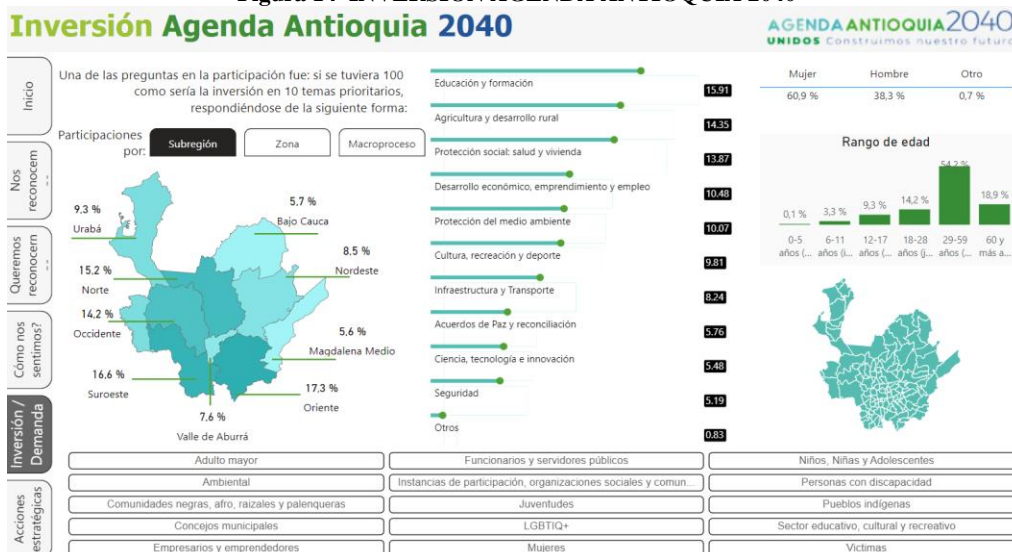 Inversión Agenda Antioquia 2040
AGENDA ANTIOQUIA 2040
UNIDOS Construimos nuestro futuro
Inicio
Nos
reconocem
Queremos
reconocern
Cómo nos
sentimos?
Inversión /
Demanda
Acciones
estratégicas
Una de las preguntas en la participación fue: si se tuviera 100
como sería la inversión en 10 temas prioritarios,
respondiéndose de la siguiente forma:
Participaciones
por:
Subregión
Zona
Macroproceso
9.3 %
Urabá
5.7 %
Bajo Cauca
8,5 %
Nordeste
15,2 %
Norte
14,2 %
Occidente
5,6 %
Magdalena Medio
16,6 %
Suroeste
17,3 %
Oriente
7,6 %
Valle de Aburrá
Educación y formación
15.91
Agricultura y desarrollo rural
14.35
Protección social: salud y vivienda
13.87
Desarrollo económico, emprendimiento y empleo
10.48
Protección del medio ambiente
10.07
Cultura, recreación y deporte
9.81
Infraestructura y Transporte
8.24
Acuerdos de Paz y reconciliación
5.76
Ciencia, tecnología e innovación
5.48
Seguridad
5.19
Otros
0.83
Mujer Hombre Otro
60,9 % 38,3 % 0,7 %
Rango de edad
0,1 % 3,3 % 9,3 % 14,2 % 54,2 % 18,9 %
0-5 6-11 12-17 18-28 29-59 60 y
años (... años (i... años (... años (j... años (... más a...
Adulto mayor
Funcionarios y servidores públicos
Niños, Niñas y Adolescentes
Ambiental
Instancias de participación, organizaciones sociales y comun...
Personas con discapacidad
Comunidades negras, afro, raizales y palenqueras
Juventudes
Pueblos indígenas
Concejos municipales
LGBTIQ+
Sector educativo, cultural y recreativo
Empresarios y emprendedores
Mujeres
Victimas